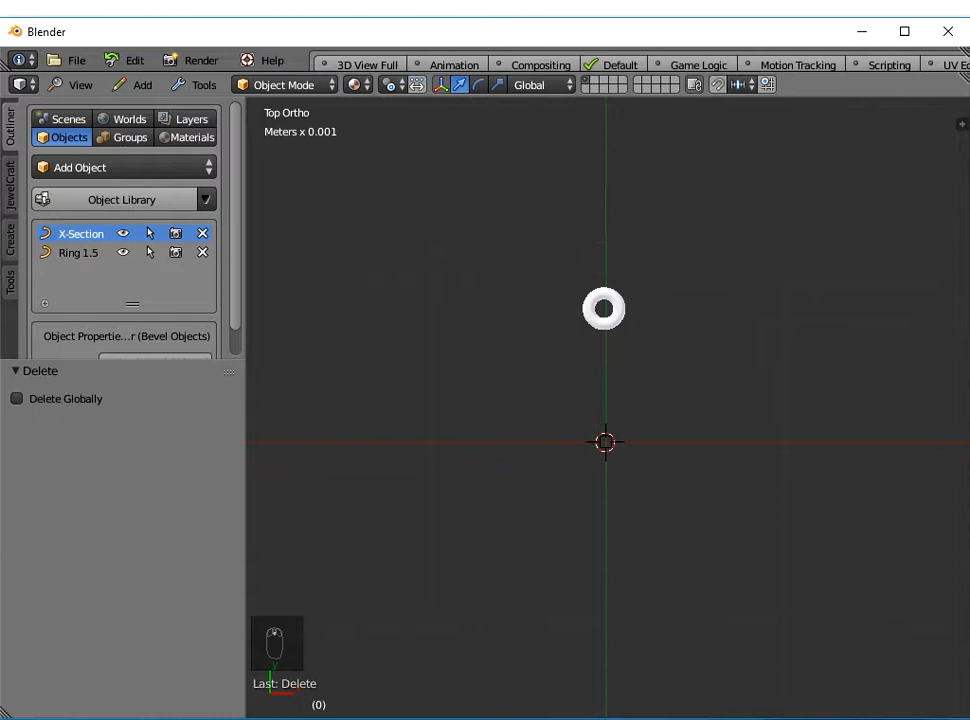 Blender
File Edit Render Help 3D View Full Animation Compositing Default Game Logic Motion Tracking Scripting UV Ed
View Add Tools Object Mode Global
Outliner
JewelCraft
Create
Tools
Scenes Worlds Layers
Objects Groups Materials
Add Object
Object Library
X-Section
Ring 1.5
Object Propertie...r (Bevel Objects)
Delete
Delete Globally
Top Ortho
Meters x 0.001
y
Last: Delete
(0)